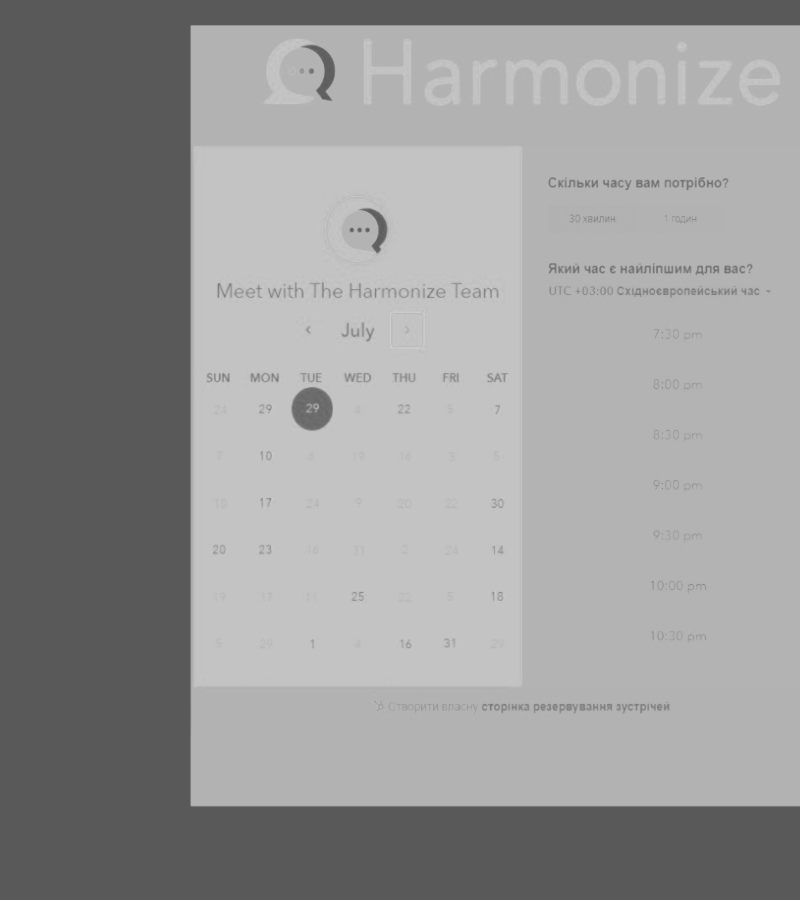 Harmonize
Meet with The Harmonize Team
July
SUN MON TUE WED THU FRI SAT
24 29 29 4 22 5 7
7 10 6 19 16 3 5
16 17 24 9 20 22 30
20 23 16 31 2 24 14
19 17 11 25 22 5 18
5 29 1 4 16 31 29
Скільки часу вам потрібно?
30 хвилин 1 годин
Який час є найліпшим для вас?
UTC +03:00 Східноєвропейський час
7:30 pm
8:00 pm
8:30 pm
9:00 pm
9:30 pm
10:00 pm
10:30 pm
Створити власну сторінка резервування зустрічей